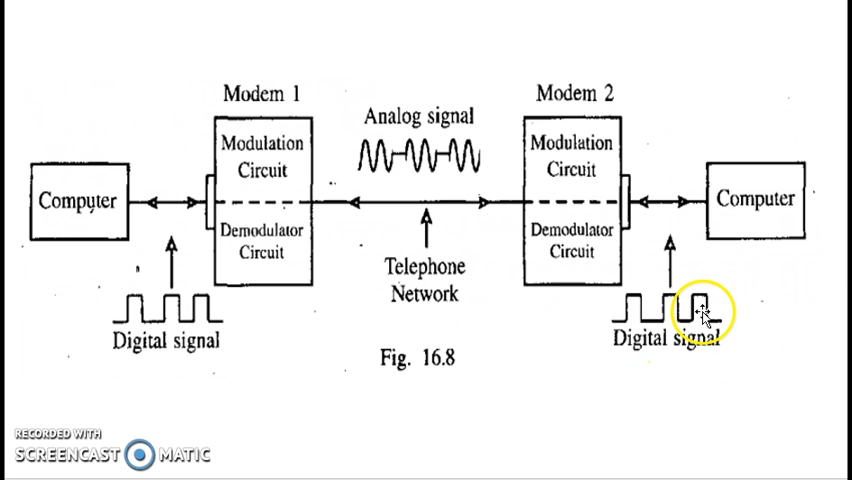 Modem 1
Modem 2
Analog signal
Modulation
Circuit
Modulation
Circuit
Computer
Computer
Demodulator
Circuit
Demodulator
Circuit
Telephone
Network
Digital signal
Digital signal
Fig. 16.8
RECORDED WITH
SCREENCAST MATIC